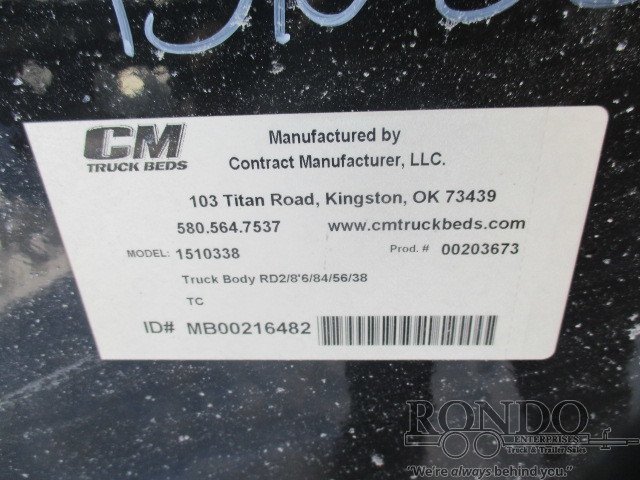 CM
TRUCK BEDS
Manufactured by
Contract Manufacturer, LLC.
103 Titan Road, Kingston, OK 73439
580.564.7537 www.cmtruckbeds.com
MODEL: 1510338 Prod. # 00203673
Truck Body RD2/8'6/84/56/38
TC
ID# MB00216482
RONDO
ENTERPRISES
Truck & Trailer Sales
"We're always behind you."